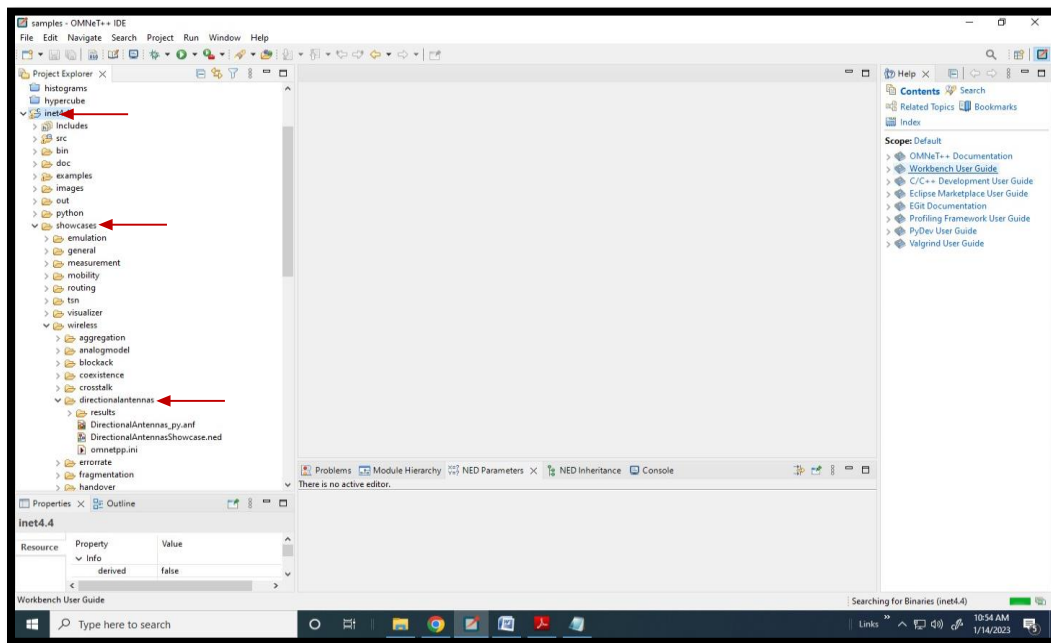 samples - OMNeT++ IDE
File Edit Navigate Search Project Run Window Help
Project Explorer
histograms
hypercube
Includes
src
bin
doc
examples
images
out
python
showcases
emulation
general
measurement
mobility
routing
tsn
visualizer
wireless
aggregation
analogmodel
blockack
coexistence
crosstalk
directionalantennas
results
DirectionalAntennas_py.anf
DirectionalAntennasShowcase.ned
omnetpp.ini
errorrate
fragmentation
handover
Properties Outline
inet4.4
Resource
Property Value
Info
derived false
Problems Module Hierarchy NED Parameters NED Inheritance Console
There is no active editor.
Help
Contents Search
Related Topics Bookmarks
Index
Scope: Default
OMNeT++ Documentation
Workbench User Guide
C/C++ Development User Guide
Eclipse Marketplace User Guide
EGit Documentation
Profiling Framework User Guide
PyDev User Guide
Valgrind User Guide
Workbench User Guide
Searching for Binaries (inet4.4)
Type here to search
Links
10:54 AM
1/14/2023